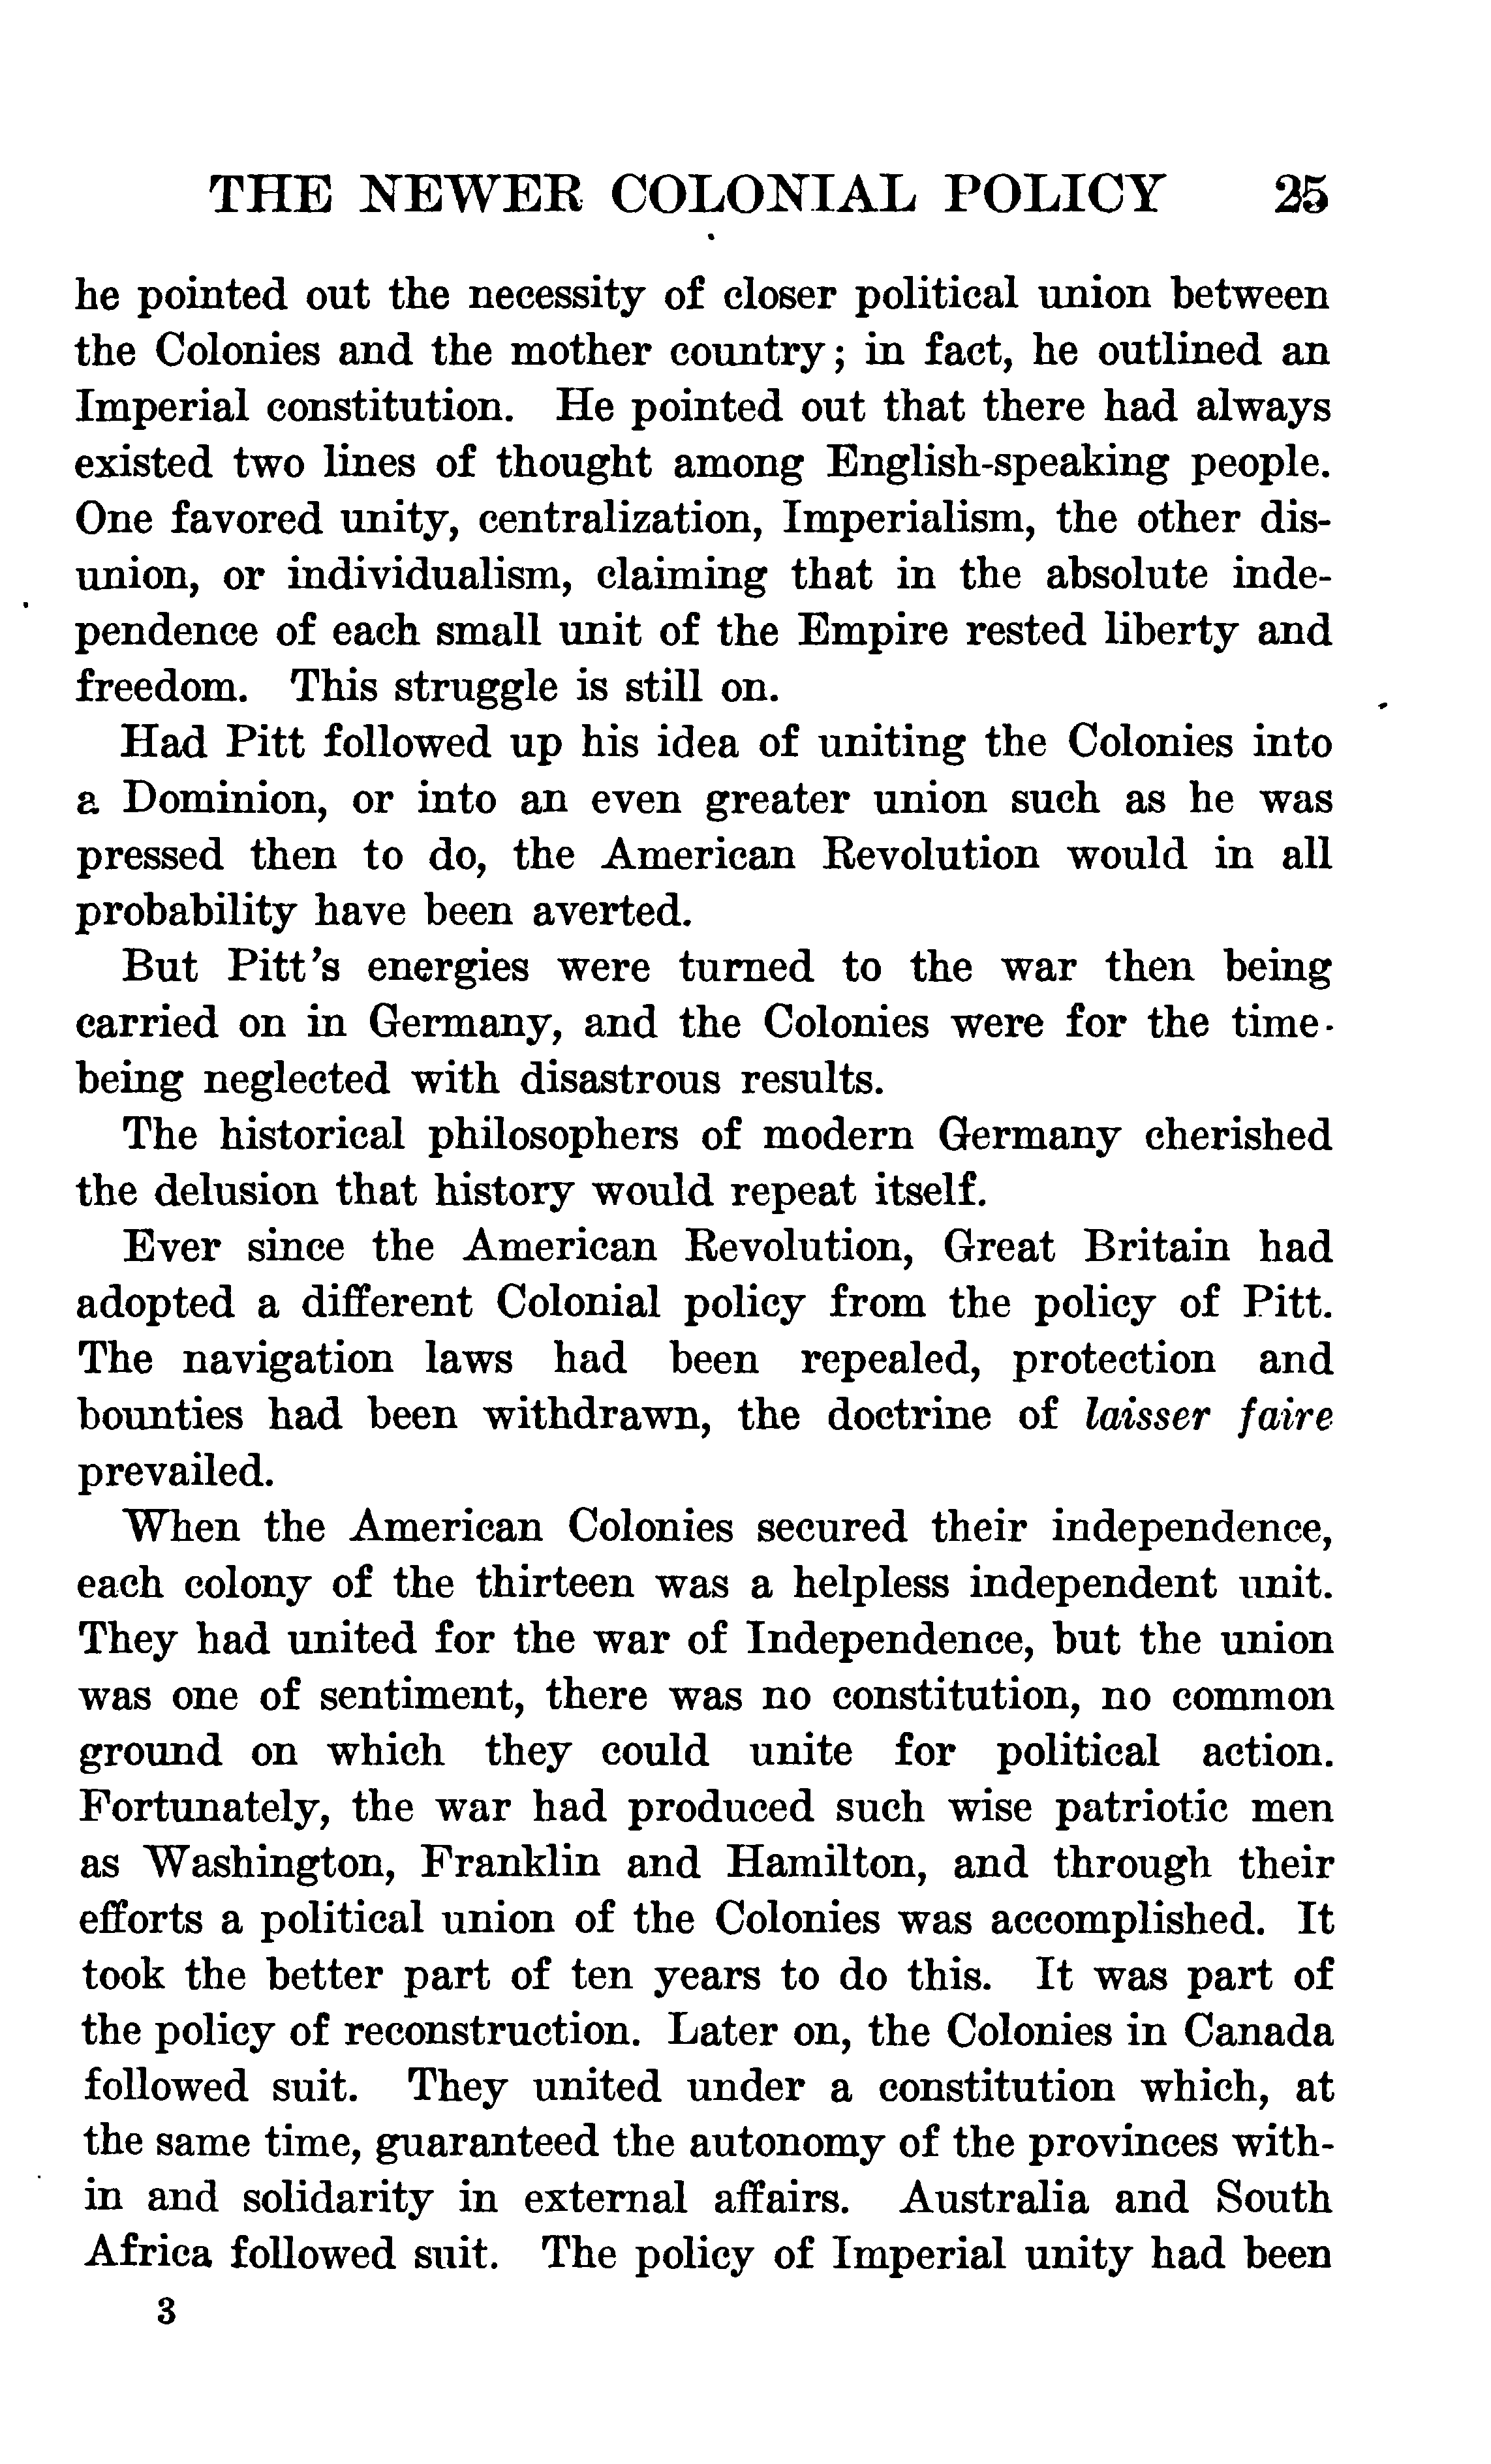 THE NEWER COLONIAL POLICY 25
he pointed out the necessity of closer political union between
the Colonies and the mother country; in fact, he outlined an
Imperial constitution. He pointed out that there had always
existed two lines of thought among English-speaking people.
One favored unity, centralization, Imperialism, the other dis-
union, or individualism, claiming that in the absolute inde-
pendence of each small unit of the Empire rested liberty and
freedom. This struggle is still on.
Had Pitt followed up his idea of uniting the Colonies into
a Dominion, or into an even greater union such as he was
pressed then to do, the American Revolution would in all
probability have been averted.
But Pitt's energies were turned to the war then being
carried on in Germany, and the Colonies were for the time
being neglected with disastrous results.
The historical philosophers of modern Germany cherished
the delusion that history would repeat itself.
Ever since the American Revolution, Great Britain had
adopted a different Colonial policy from the policy of Pitt.
The navigation laws had been repealed, protection and
bounties had been withdrawn, the doctrine of laisser faire
prevailed.
When the American Colonies secured their independence,
each colony of the thirteen was a helpless independent unit.
They had united for the war of Independence, but the union
was one of sentiment, there was no constitution, no common
ground on which they could unite for political action.
Fortunately, the war had produced such wise patriotic men
as Washington, Franklin and Hamilton, and through their
efforts a political union of the Colonies was accomplished. It
took the better part of ten years to do this. It was part of
the policy of reconstruction. Later on, the Colonies in Canada
followed suit. They united under a constitution which, at
the same time, guaranteed the autonomy of the provinces with-
in and solidarity in external affairs. Australia and South
Africa followed suit. The policy of Imperial unity had been
3